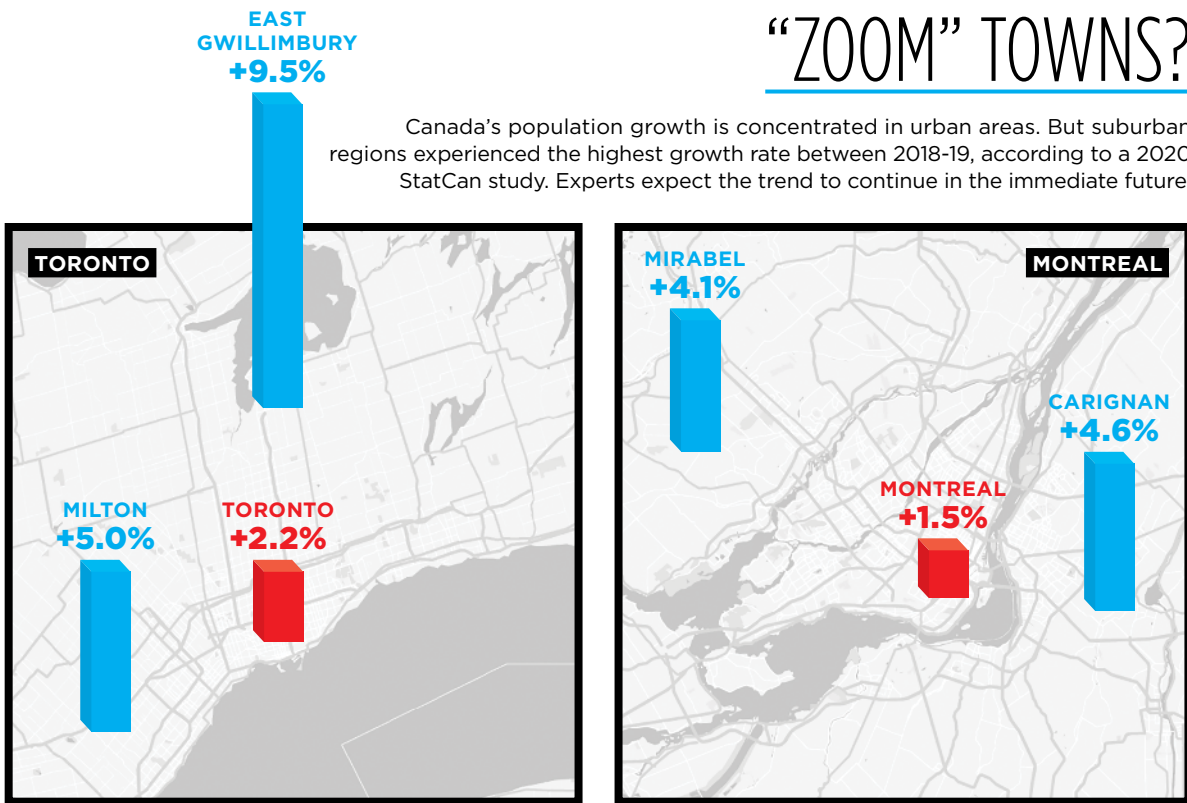 “ZOOM” TOWNS?
Canada’s population growth is concentrated in urban areas. But suburban
regions experienced the highest growth rate between 2018-19, according to a 2020
StatCan study. Experts expect the trend to continue in the immediate future
EAST
GWILLIMBURY
+9.5%
TORONTO
MILTON
+5.0%
TORONTO
+2.2%
MONTREAL
MIRABEL
+4.1%
CARIGNAN
+4.6%
MONTREAL
+1.5%